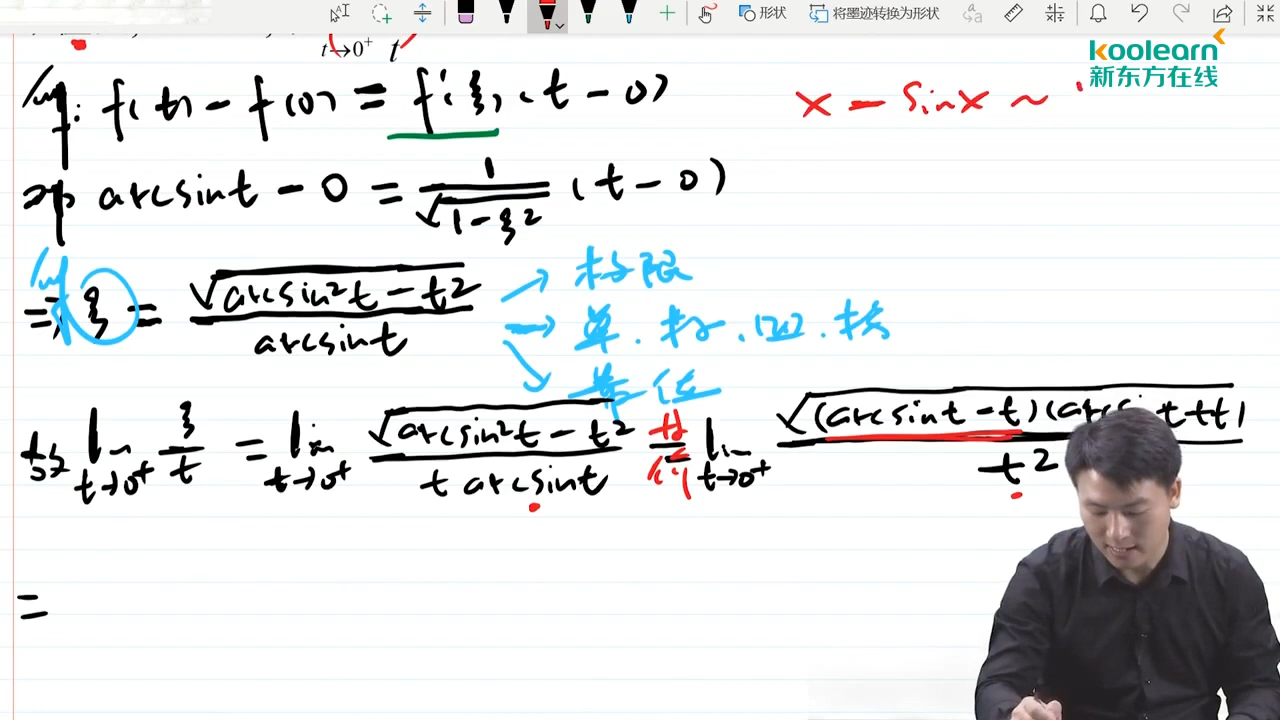 形状 将墨迹转换为形状
t→0⁺ t
koolearn
新东方在线
f(t) - f(0) = f'(ξ)(t-0)
x - sinx ~
arcsint - 0 = 1/√(1-ξ²) (t-0)
⇒ ξ = √(arcsin²t - t²)/arcsint
→ 极限
→ 单.极.凹.拐
→ 等价
lim t→0⁺ ξ/t = lim t→0⁺ √(arcsin²t - t²)/(t arcsint) = lim t→0⁺ √((arcsint-t)(arcsint+t))/t²
=